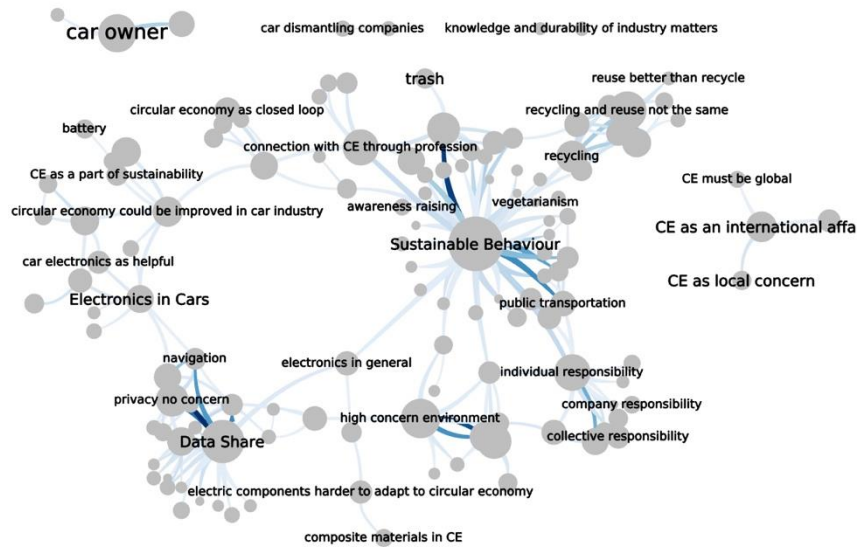 car owner
car dismantling companies
knowledge and durability of industry matters
trash
reuse better than recycle
circular economy as closed loop
recycling and reuse not the same
battery
connection with CE through profession
recycling
CE as a part of sustainability
CE must be global
awareness raising
vegetarianism
circular economy could be improved in car industry
CE as an international affa
Sustainable Behaviour
car electronics as helpful
CE as local concern
Electronics in Cars
public transportation
navigation
electronics in general
individual responsibility
privacy no concern
company responsibility
high concern environment
collective responsibility
Data Share
electric components harder to adapt to circular economy
composite materials in CE